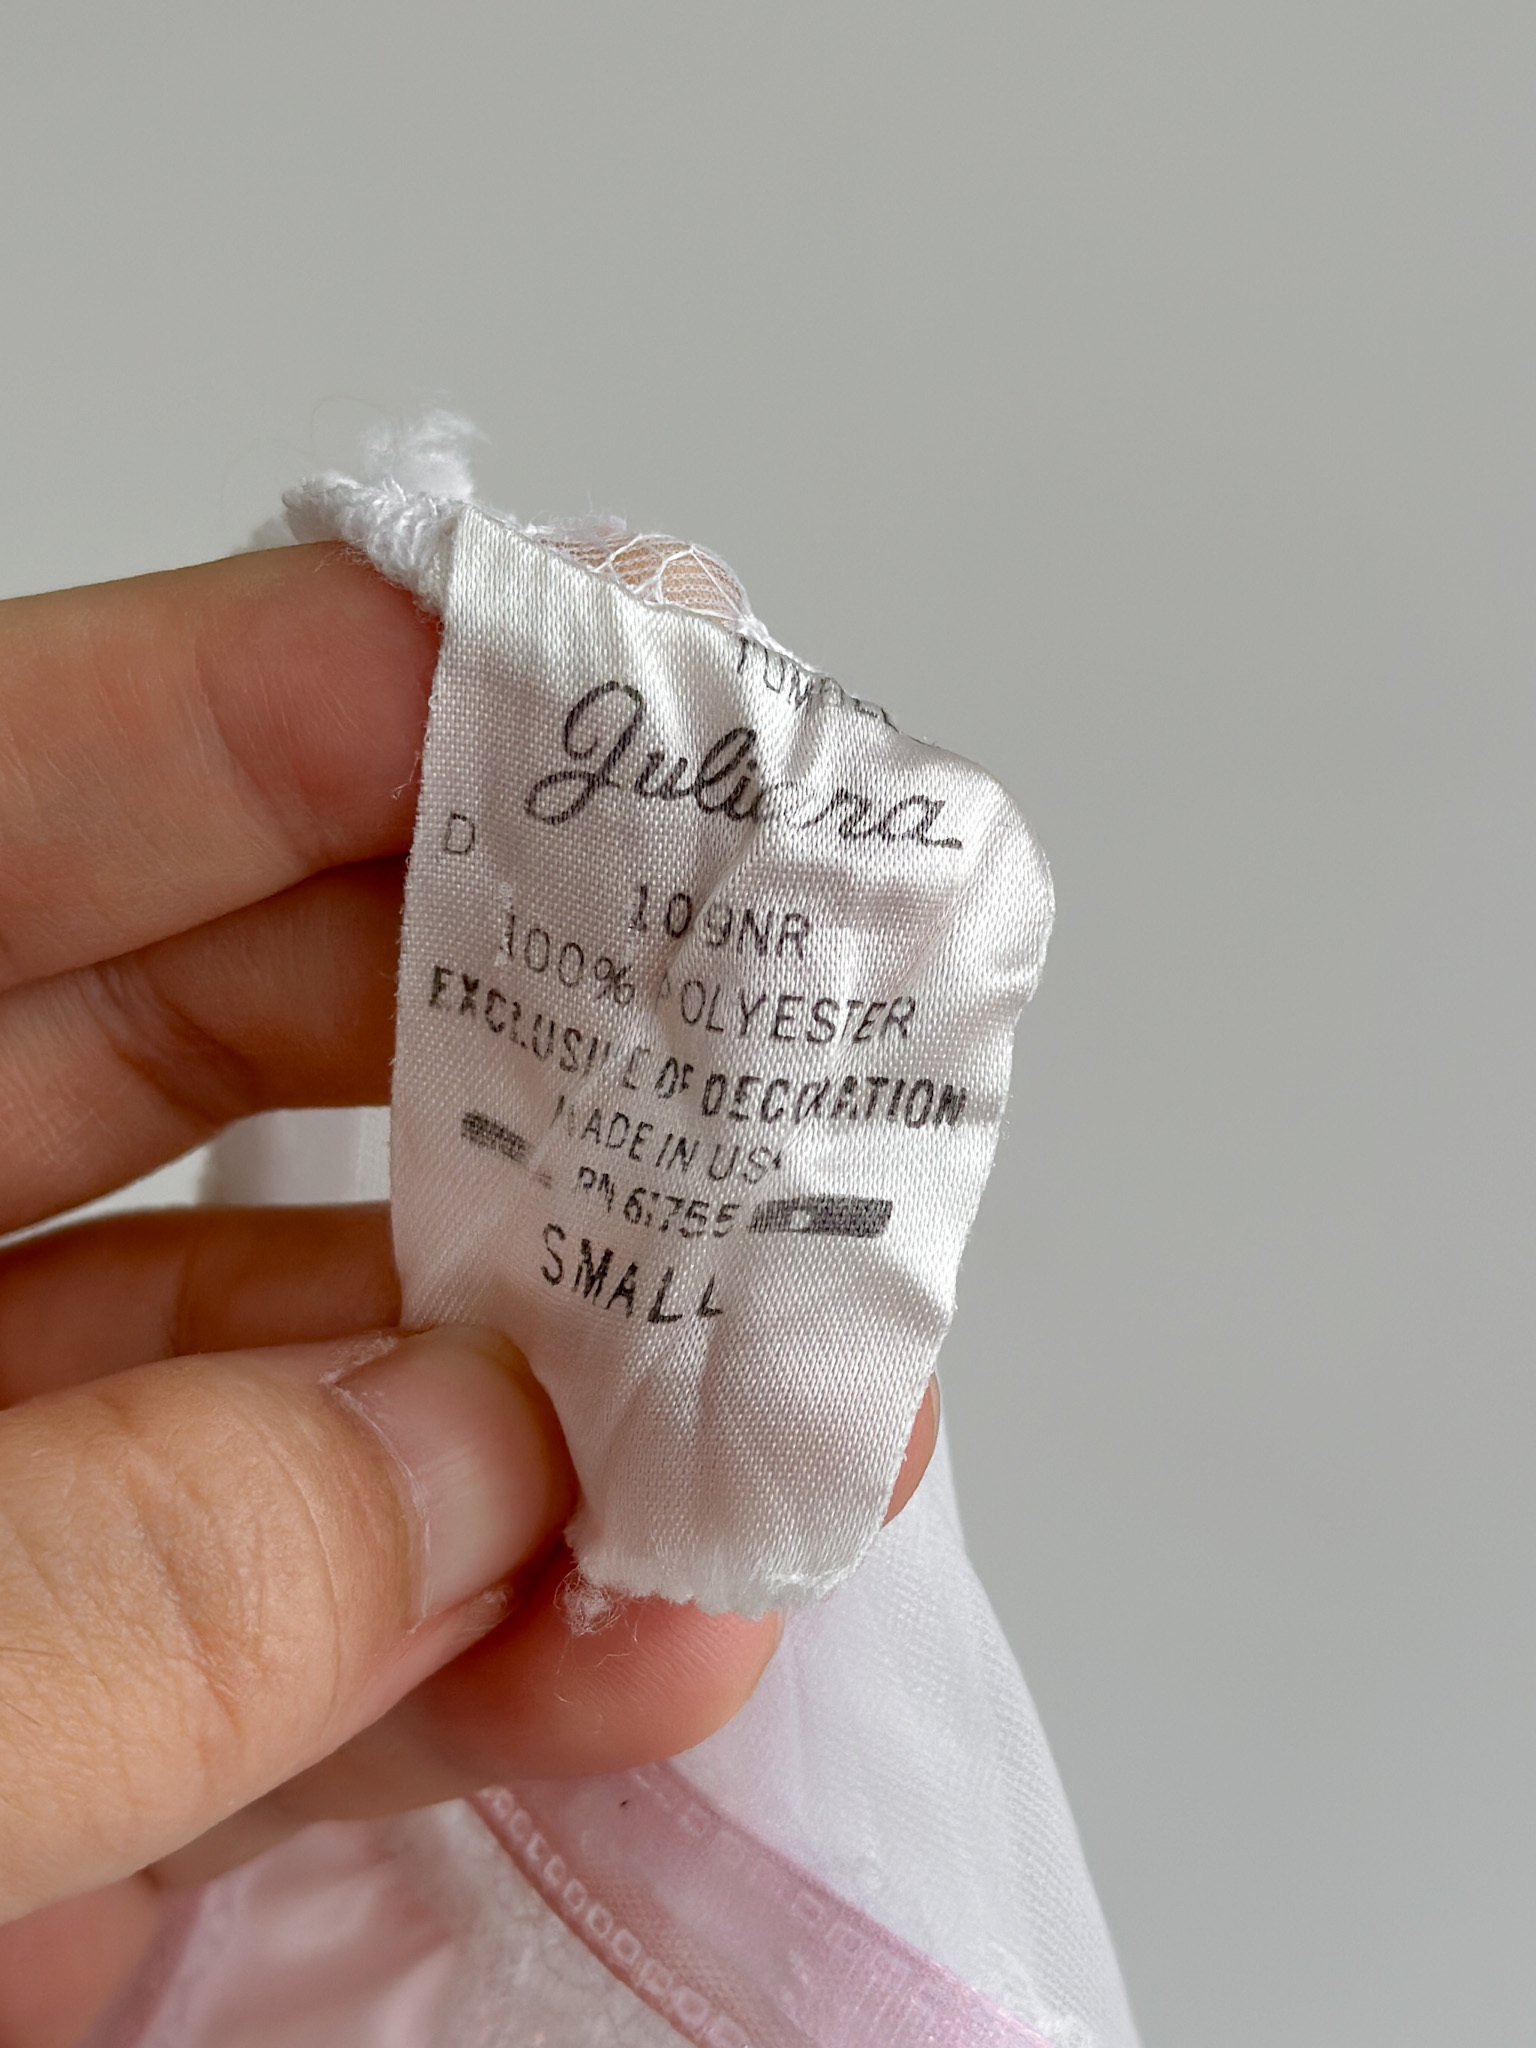 Juliana
D
109NR
100% POLYESTER
EXCLUSIVE OF DECORATION
MADE IN USA
RN 61755
SMALL